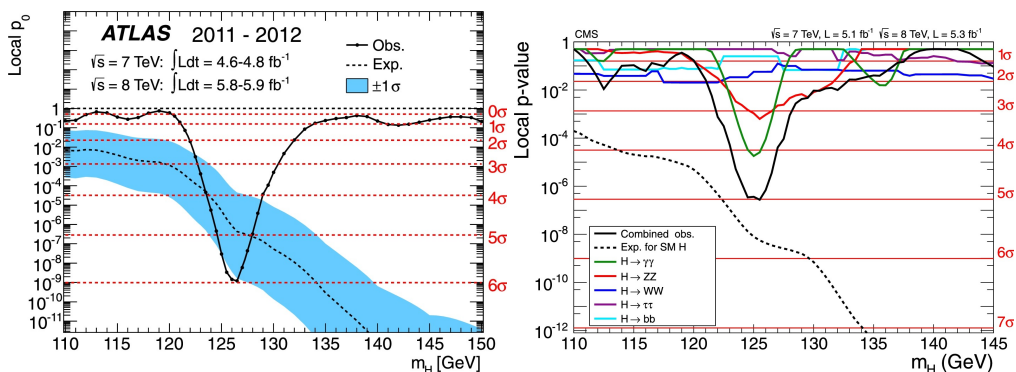 ATLAS 2011 - 2012
√s = 7 TeV: ∫Ldt = 4.6-4.8 fb⁻¹
√s = 8 TeV: ∫Ldt = 5.8-5.9 fb⁻¹
Obs.
Exp.
±1σ
Local p₀
1
10⁻¹
10⁻²
10⁻³
10⁻⁴
10⁻⁵
10⁻⁶
10⁻⁷
10⁻⁸
10⁻⁹
10⁻¹⁰
10⁻¹¹
0σ
1σ
2σ
3σ
4σ
5σ
6σ
110 115 120 125 130 135 140 145 150
m_H [GeV]
CMS √s = 7 TeV, L = 5.1 fb⁻¹ √s = 8 TeV, L = 5.3 fb⁻¹
Local p-value
1
10⁻²
10⁻⁴
10⁻⁶
10⁻⁸
10⁻¹⁰
10⁻¹²
1σ
2σ
3σ
4σ
5σ
6σ
7σ
Combined obs.
Exp. for SM H
H → γγ
H → ZZ
H → WW
H → ττ
H → bb
110 115 120 125 130 135 140 145
m_H (GeV)